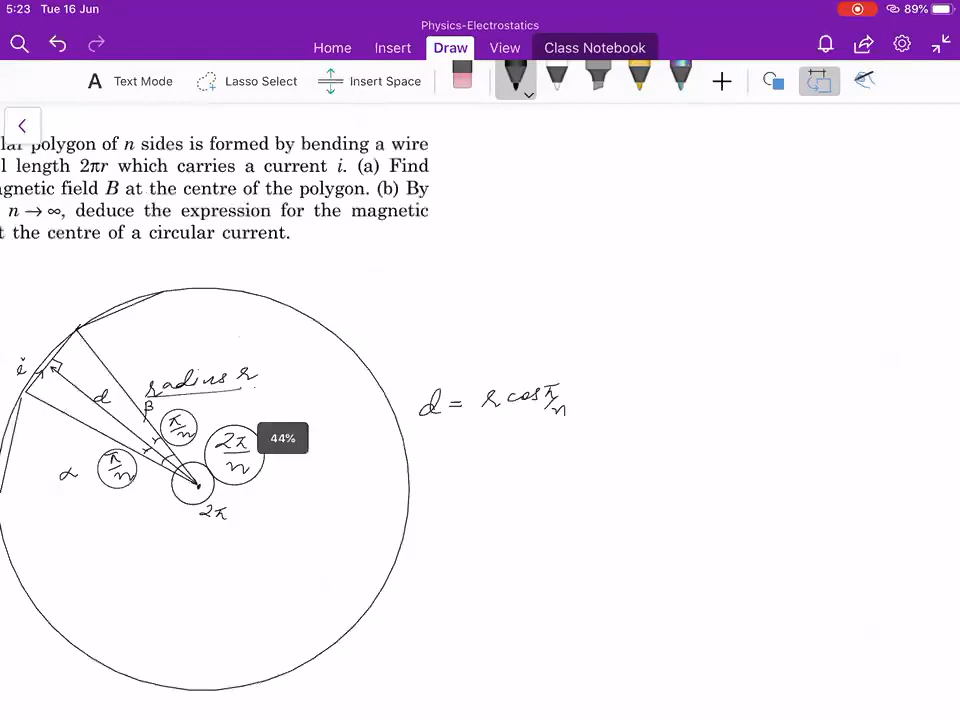 5:23 Tue 16 Jun
89%
Physics-Electrostatics
Home Insert Draw View Class Notebook
A Text Mode Lasso Select Insert Space
lar polygon of n sides is formed by bending a wire
l length 2πr which carries a current i. (a) Find
gnetic field B at the centre of the polygon. (b) By
n → ∞, deduce the expression for the magnetic
t the centre of a circular current.
i
radius r
d
β
π/n
d = r cos π/n
44%
2π/n
α
π/n
2π